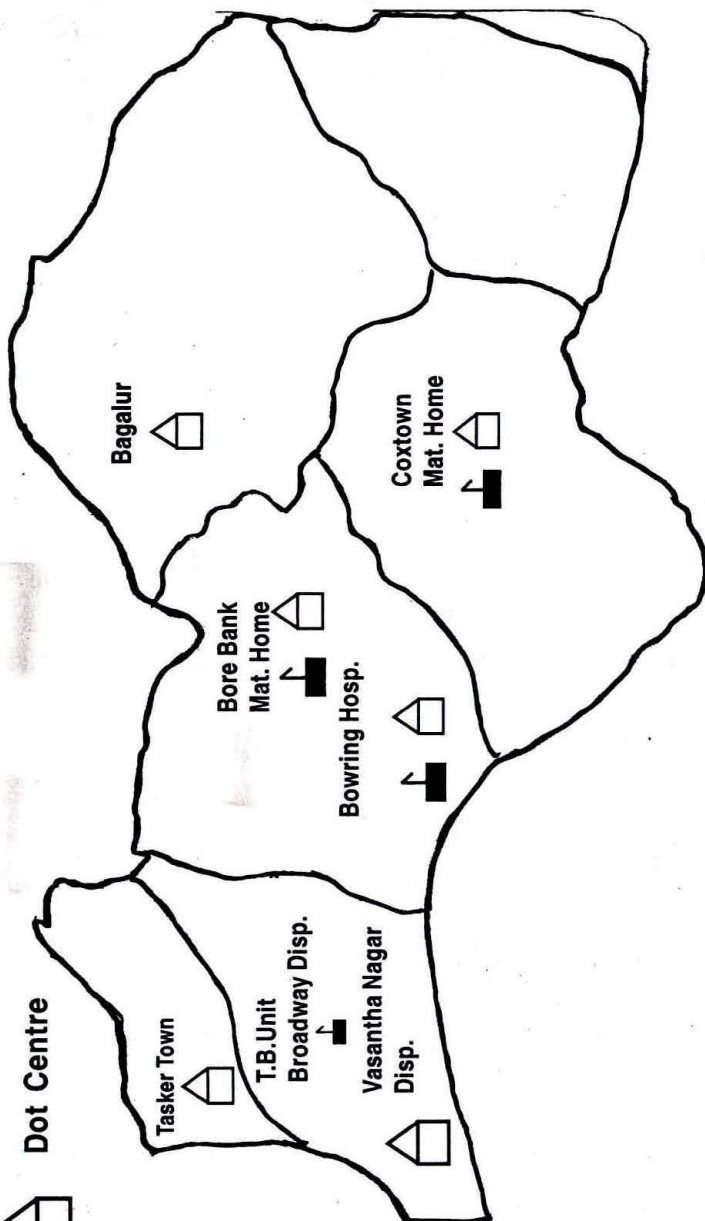 Dot Centre
Tasker Town
T.B.Unit
Broadway Disp.
Vasantha Nagar
Disp.
Bore Bank
Mat. Home
Bowring Hosp.
Bagalur
Coxtown
Mat. Home